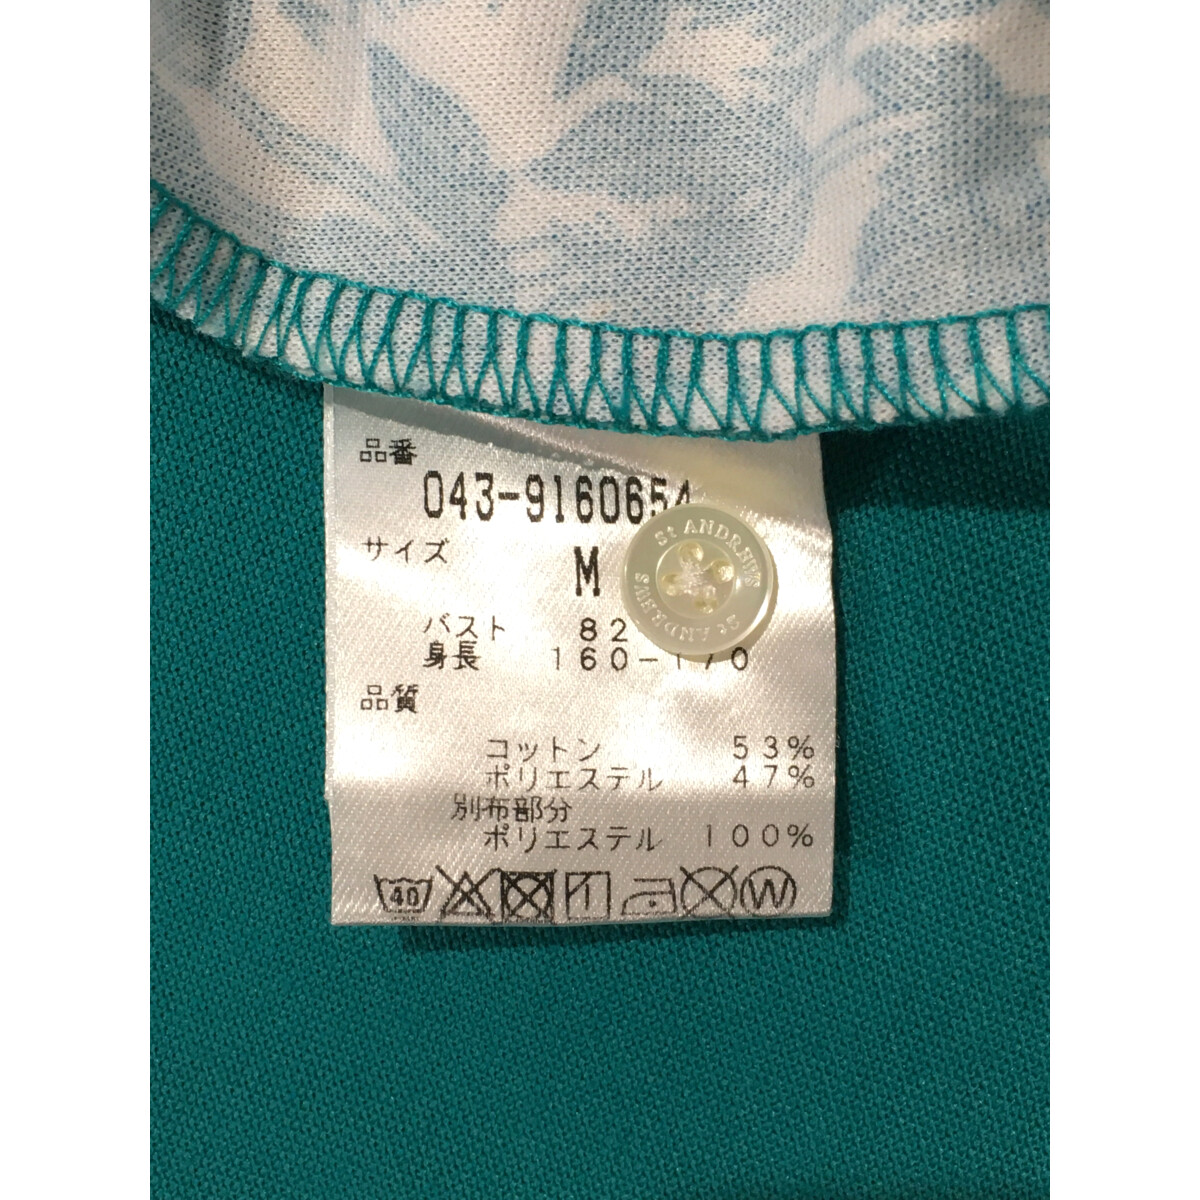 品番
043-9160654
サイズ
M
St ANDREWS
St ANDREWS
バスト 82
身長 160-170
品質
コットン 53%
ポリエステル 47%
別布部分
ポリエステル 100%
40
W